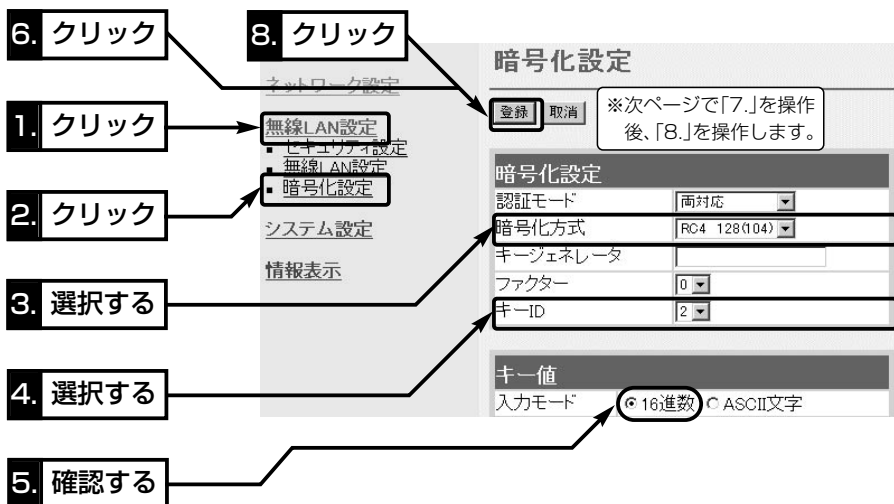 6. クリック
8. クリック
1. クリック
2. クリック
3. 選択する
4. 選択する
5. 確認する
ネットワーク設定
無線LAN設定
セキュリティ設定
無線LAN設定
暗号化設定
システム設定
情報表示
暗号化設定
登録 取消
※次ページで「7.」を操作
後、「8.」を操作します。
暗号化設定
認証モード 両対応
暗号化方式 RC4 128(104)
キージェネレータ
ファクター 0
キーID 2
キー値
入力モード 16進数 ASCII文字